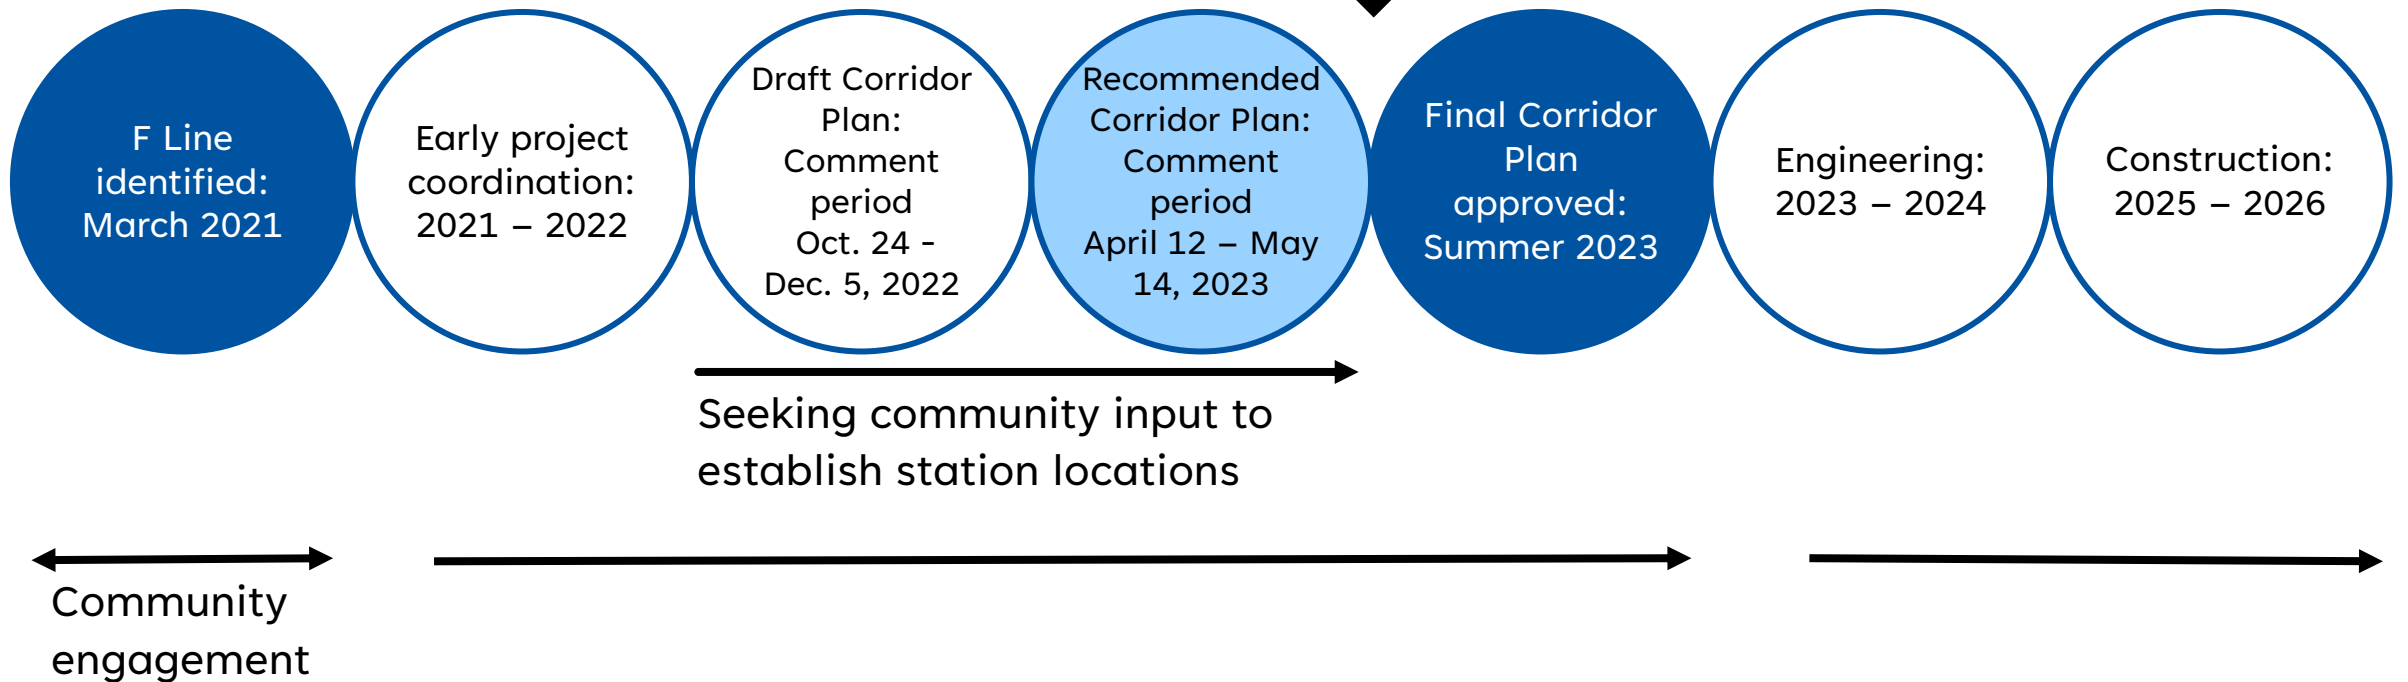 F Line
identified:
March 2021
Early project
coordination:
2021 – 2022
Draft Corridor
Plan:
Comment
period
Oct. 24 -
Dec. 5, 2022
Recommended
Corridor Plan:
Comment
period
April 12 – May
14, 2023
Final Corridor
Plan
approved:
Summer 2023
Engineering:
2023 – 2024
Construction:
2025 – 2026
Seeking community input to
establish station locations
Community
engagement